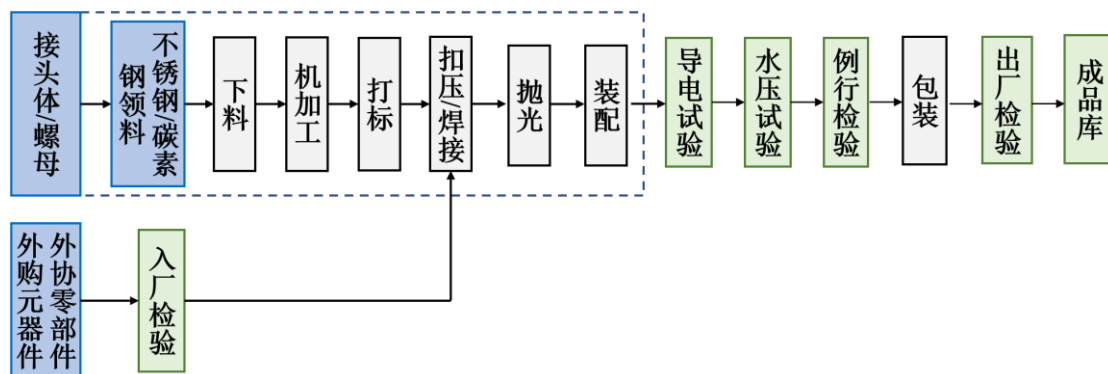 接头体/螺母
不锈钢/碳素
钢领料
下料
机加工
打标
扣压/焊接
抛光
装配
导电试验
水压试验
例行检验
包装
出厂检验
成品库
外协零部件
外购元器件
入厂检验